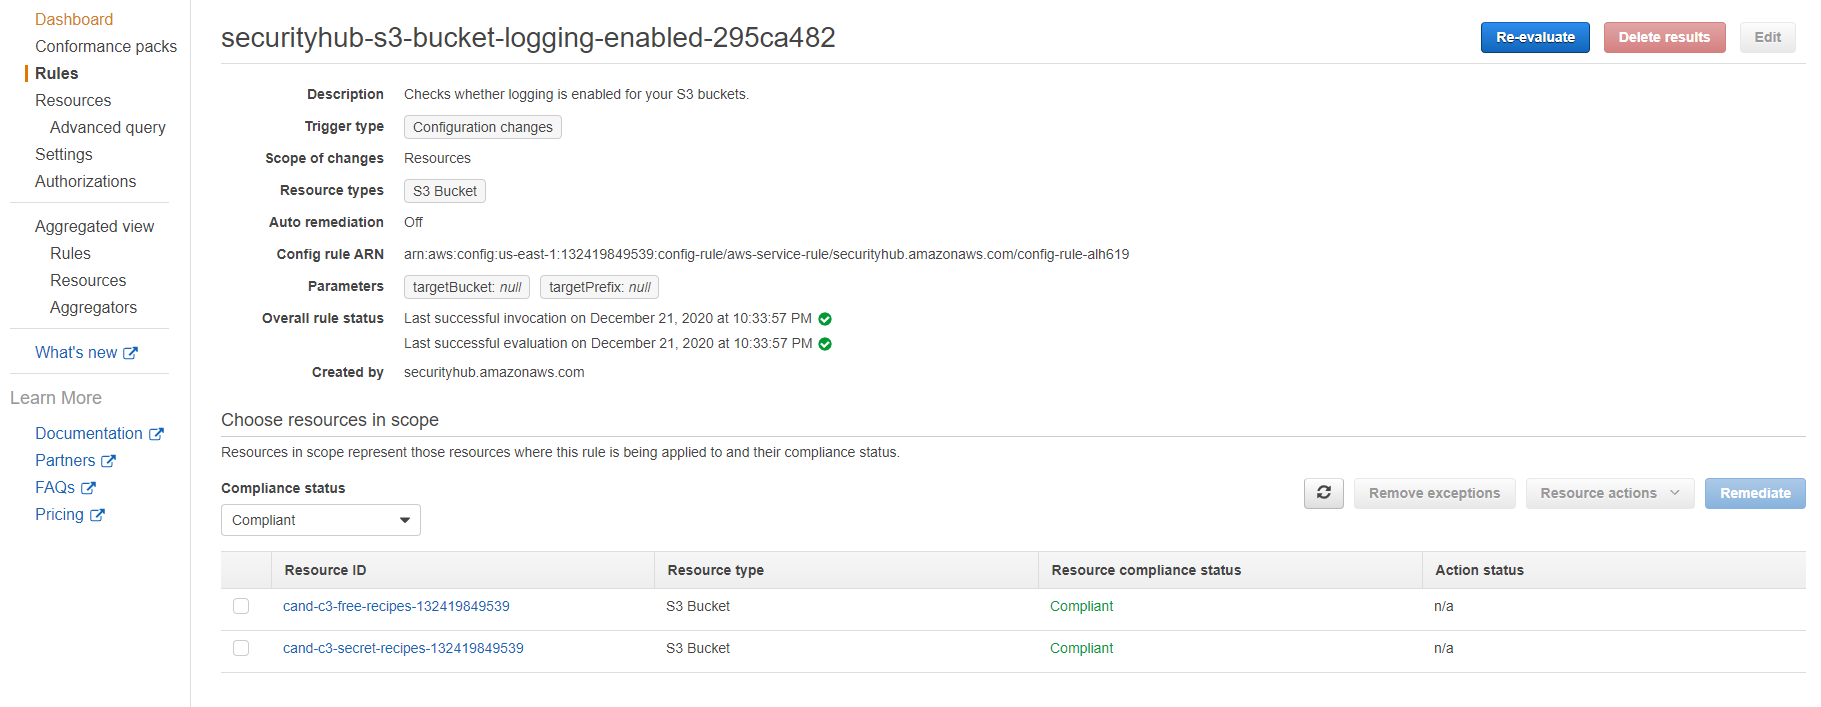 Dashboard
Conformance packs
Rules
Resources
Advanced query
Settings
Authorizations
Aggregated view
Rules
Resources
Aggregators
What's new
Learn More
Documentation
Partners
FAQs
Pricing
securityhub-s3-bucket-logging-enabled-295ca482
Re-evaluate Delete results Edit
Description Checks whether logging is enabled for your S3 buckets.
Trigger type Configuration changes
Scope of changes Resources
Resource types S3 Bucket
Auto remediation Off
Config rule ARN arn:aws:config:us-east-1:132419849539:config-rule/aws-service-rule/securityhub.amazonaws.com/config-rule-alh619
Parameters targetBucket: null targetPrefix: null
Overall rule status Last successful invocation on December 21, 2020 at 10:33:57 PM
Last successful evaluation on December 21, 2020 at 10:33:57 PM
Created by securityhub.amazonaws.com
Choose resources in scope
Resources in scope represent those resources where this rule is being applied to and their compliance status.
Compliance status
Compliant
Remove exceptions Resource actions Remediate
Resource ID Resource type Resource compliance status Action status
cand-c3-free-recipes-132419849539 S3 Bucket Compliant n/a
cand-c3-secret-recipes-132419849539 S3 Bucket Compliant n/a